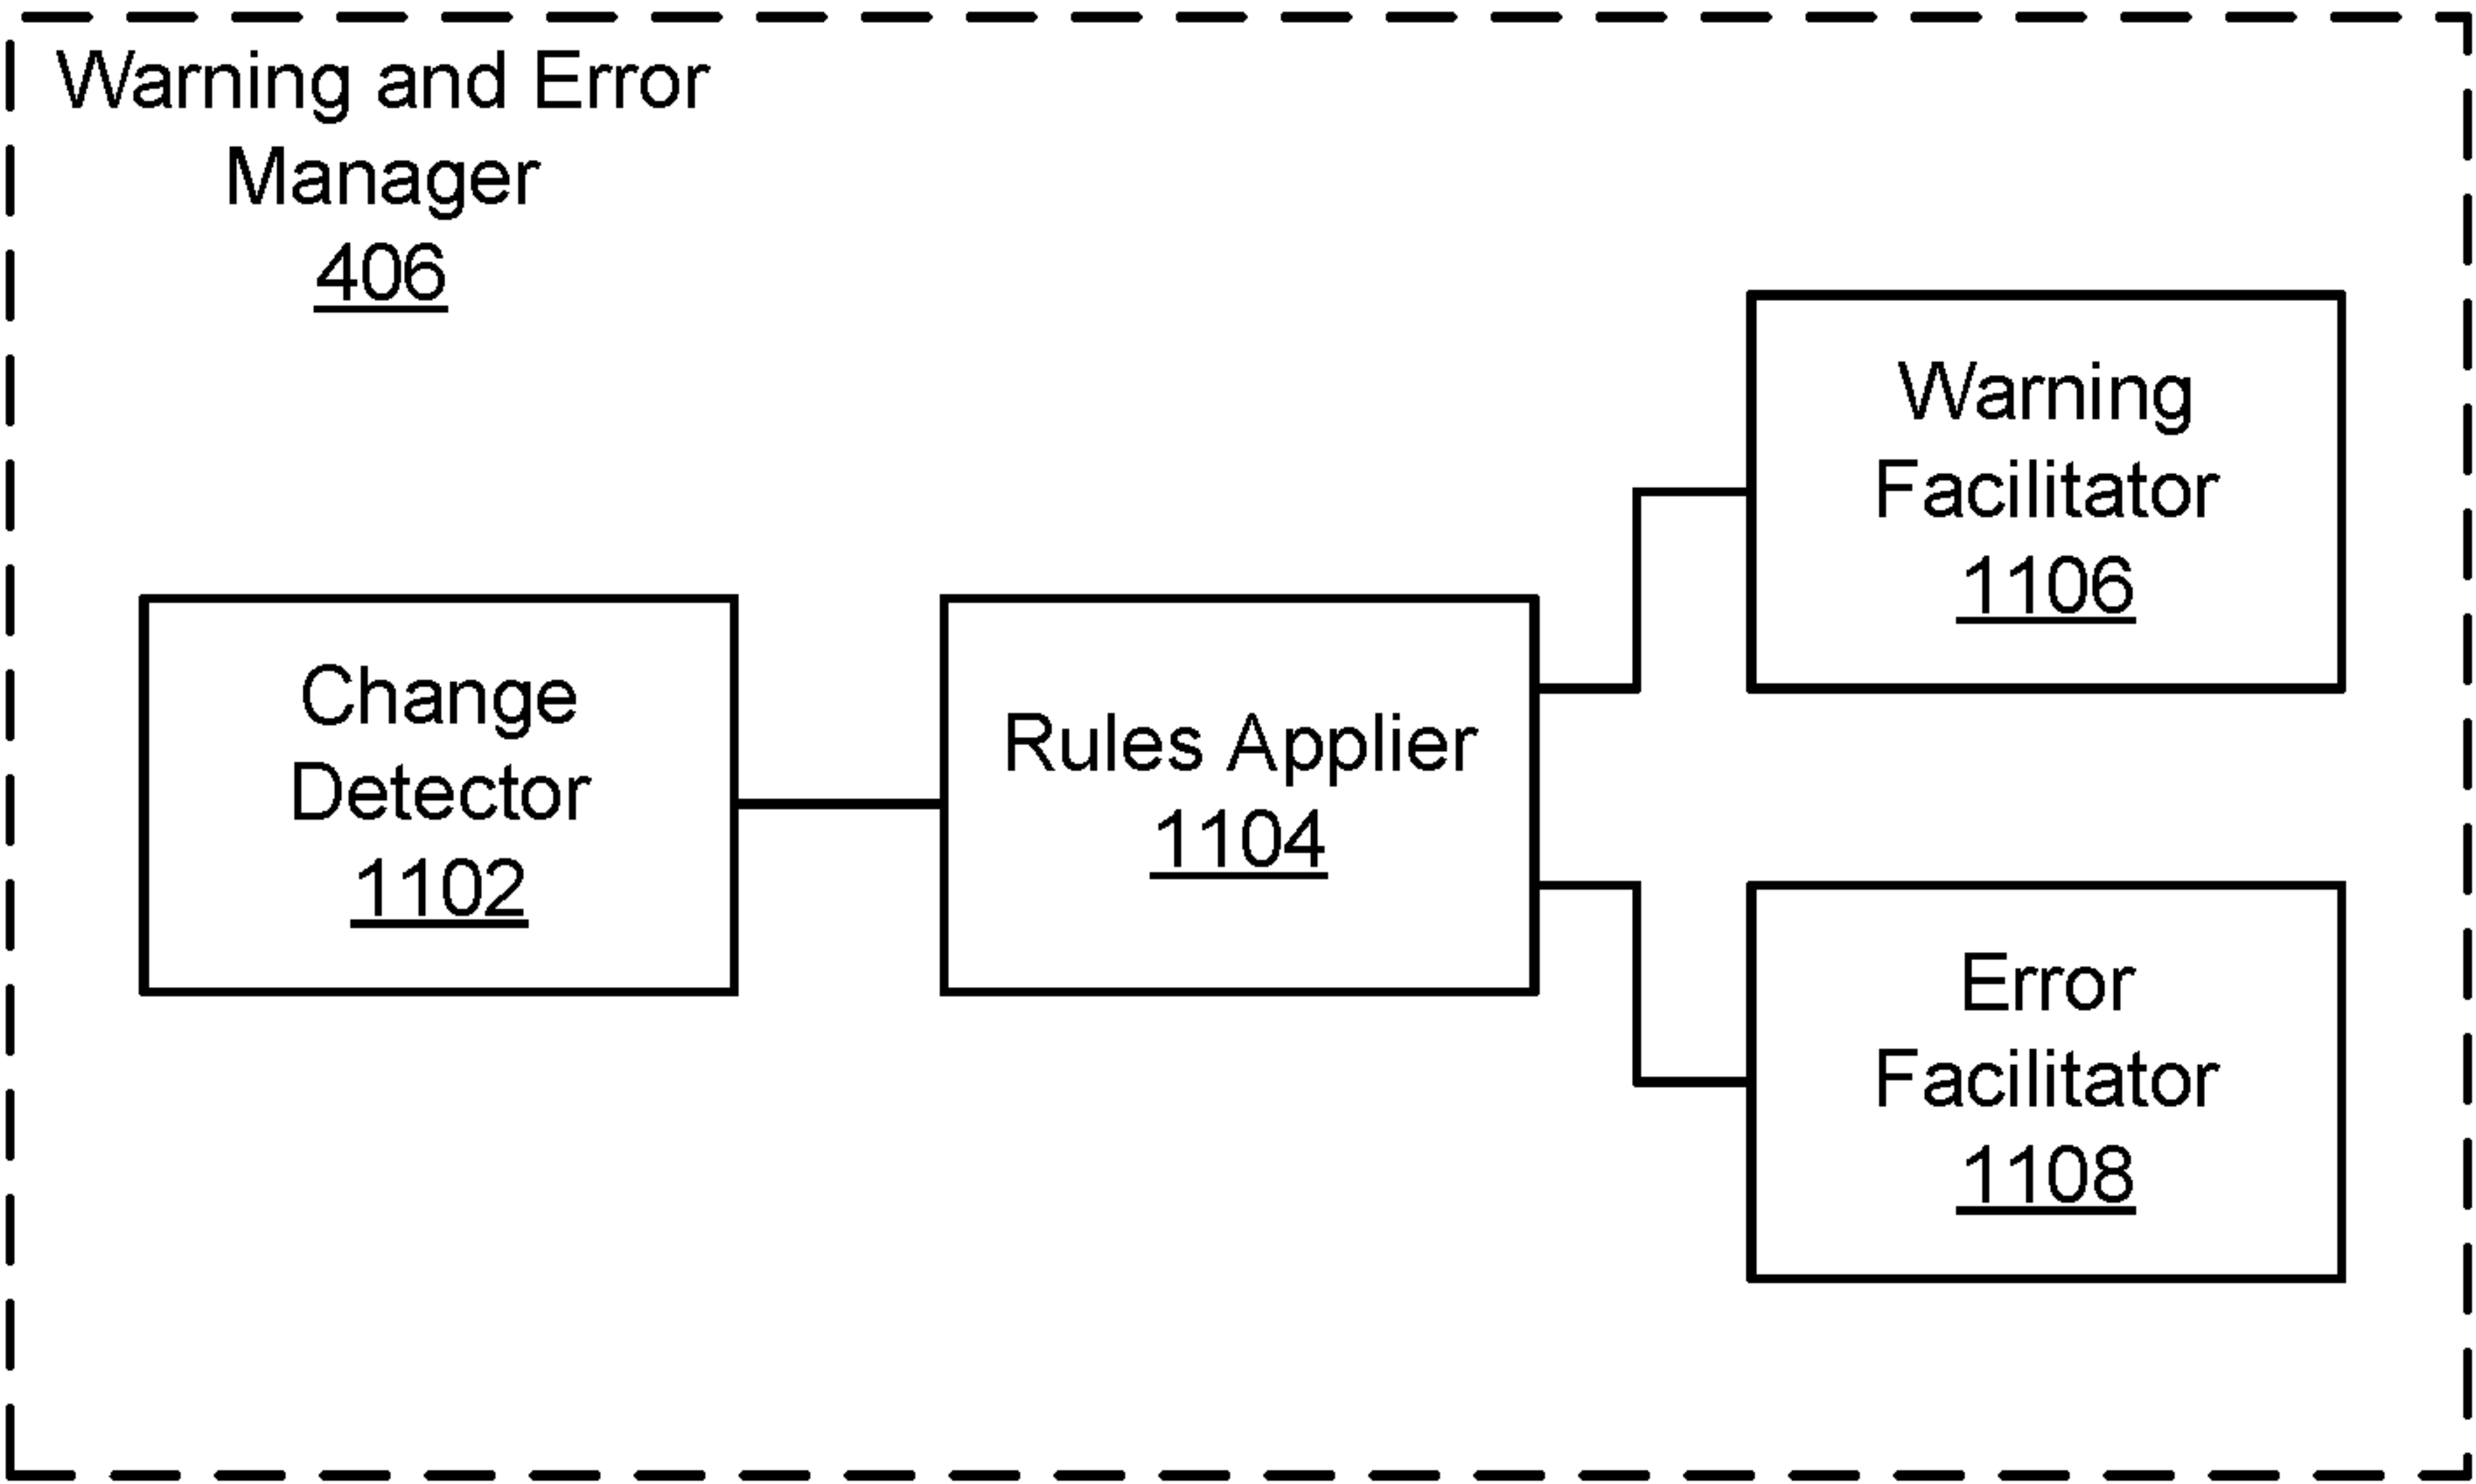 Warning and Error
Manager
406
Change
Detector
1102
Rules Applier
1104
Warning
Facilitator
1106
Error
Facilitator
1108